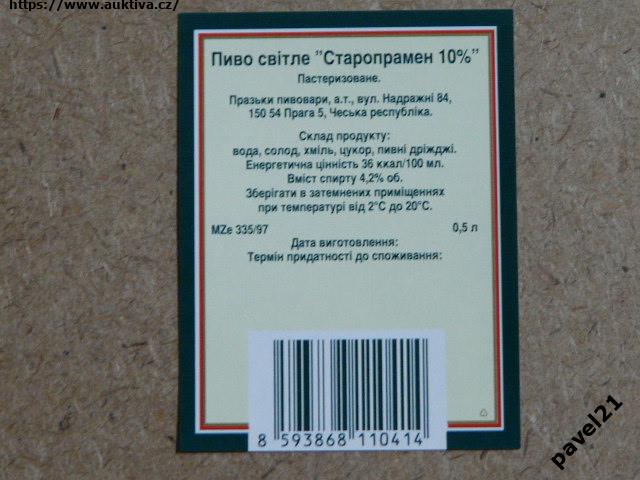 https://www.auktiva.cz/
Пиво світле "Старопрамен 10%"
Пастеризоване.
Празьки пивовари, а.т., вул. Надражні 84,
150 54 Прага 5, Чеська республіка.
Склад продукту:
вода, солод, хміль, цукор, пивні дріжджі.
Енергетична цінність 36 ккал/100 мл.
Вміст спирту 4,2% об.
Зберігати в затемнених приміщеннях
при температурі від 2°С до 20°С.
MZe 335/97 0,5 л
Дата виготовлення:
Термін придатності до споживання:
8 593868 110414
pavel21